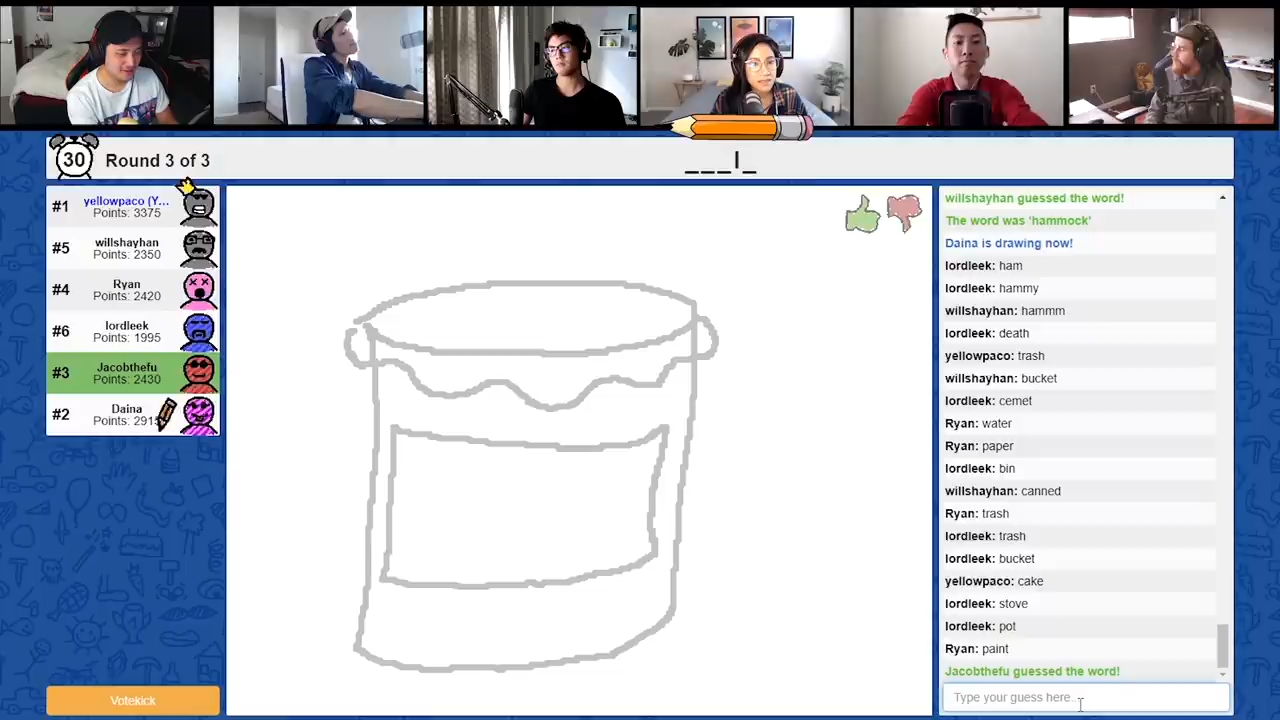 30 Round 3 of 3
___l_
#1 yellowpaco (Y...
Points: 3375
#5 willshayhan
Points: 2350
#4 Ryan
Points: 2420
#6 lordleek
Points: 1995
#3 Jacobthefu
Points: 2430
#2 Daina
Points: 2915
Votekick
willshayhan guessed the word!
The word was 'hammock'
Daina is drawing now!
lordleek: ham
lordleek: hammy
willshayhan: hammm
lordleek: death
yellowpaco: trash
willshayhan: bucket
lordleek: cemet
Ryan: water
Ryan: paper
lordleek: bin
willshayhan: canned
Ryan: trash
lordleek: trash
lordleek: bucket
yellowpaco: cake
lordleek: stove
lordleek: pot
Ryan: paint
Jacobthefu guessed the word!
Type your guess here...